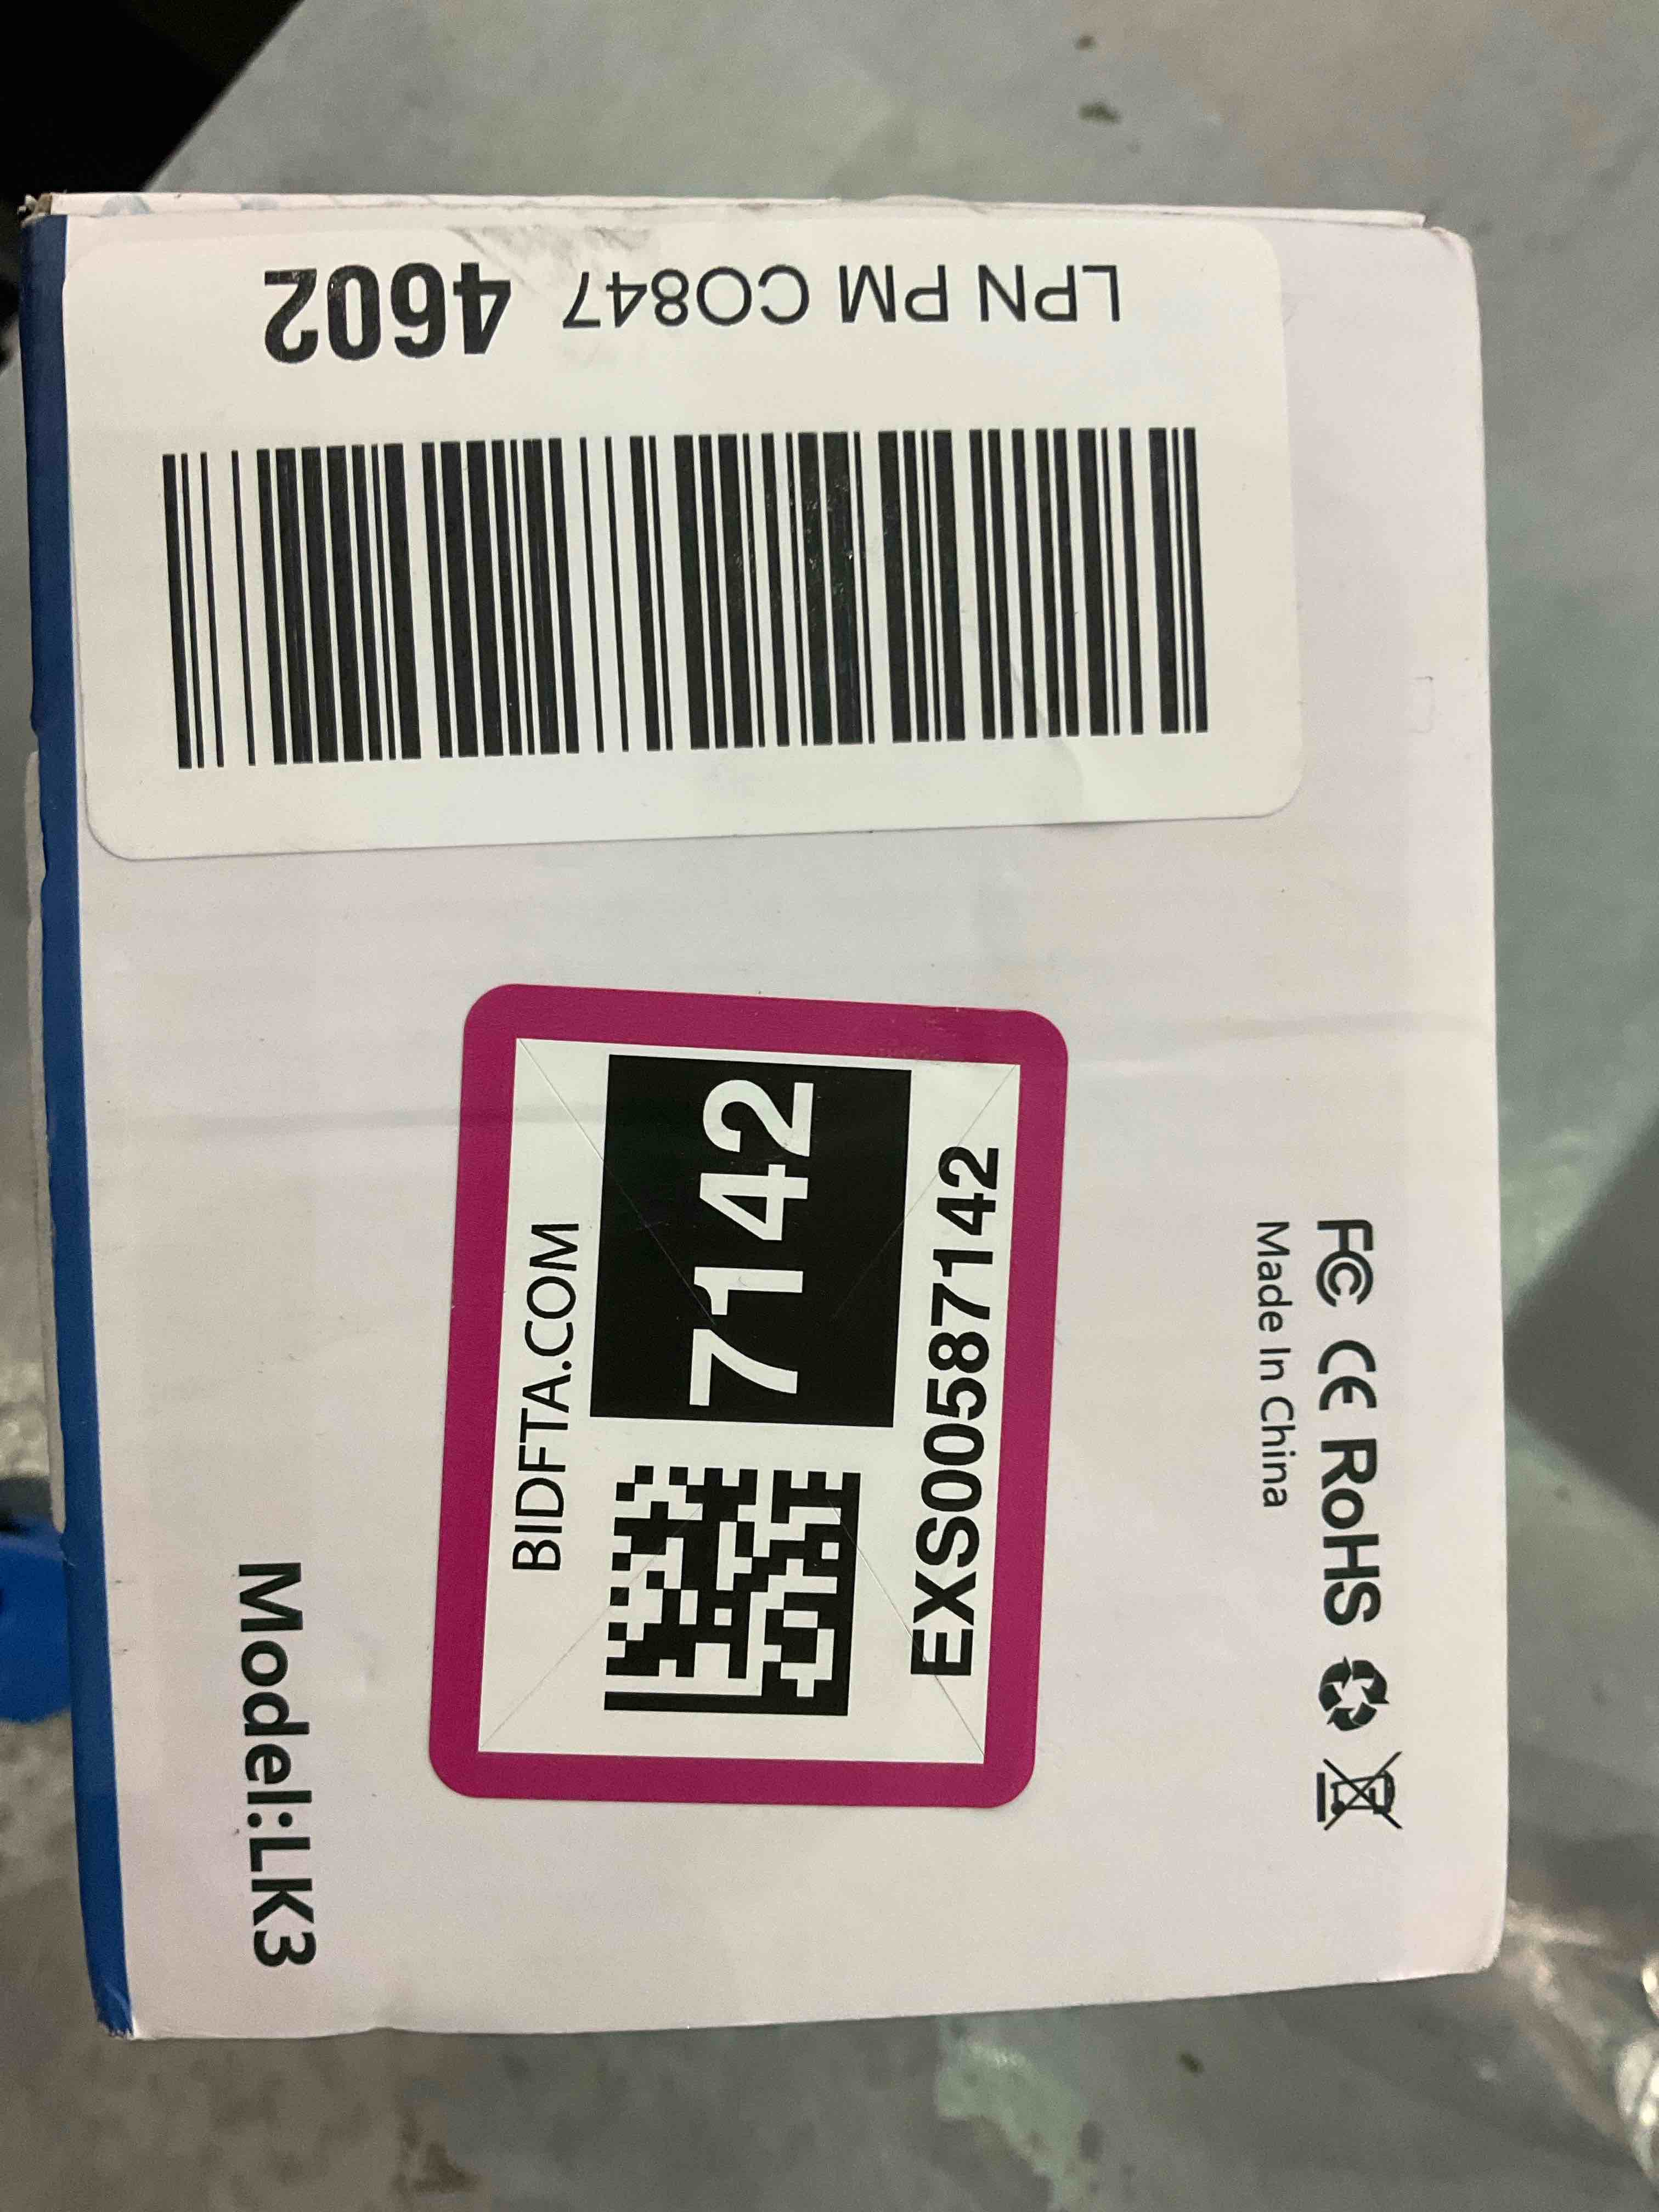 LPN PM CO847 4602
BIDFTA.COM
7142
EXS00587142
Model:LK3
FC CE RoHS
Made In China